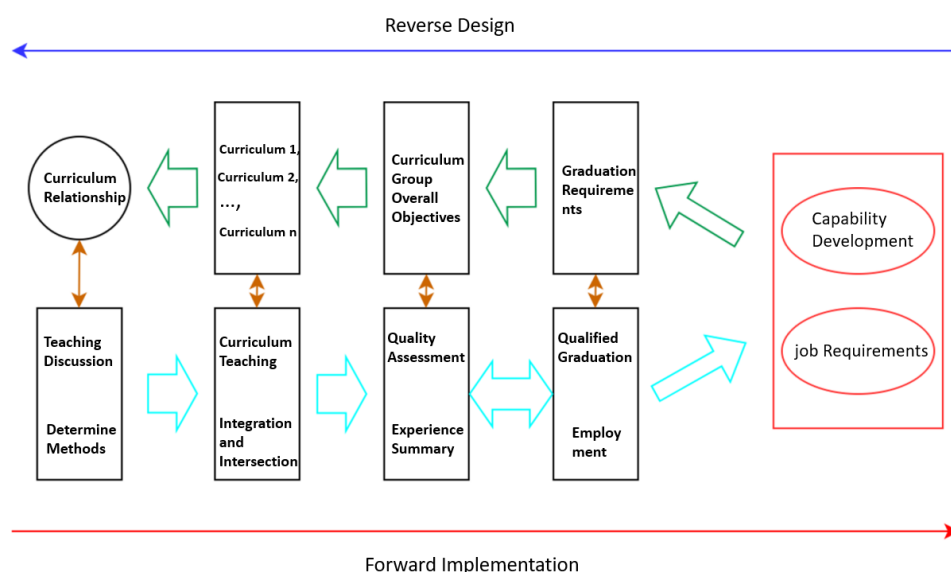 Reverse Design
Curriculum
Relationship
Curriculum 1,
Curriculum 2,
...,
Curriculum n
Curriculum
Group
Overall
Objectives
Graduation
Requireme
nts
Capability
Development
job Requirements
Teaching
Discussion
Determine
Methods
Curriculum
Teaching
Integration
and
Intersection
Quality
Assessment
Experience
Summary
Qualified
Graduation
Employ
ment
Forward Implementation